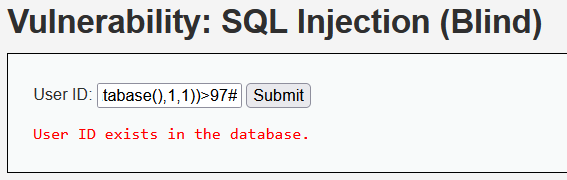 Vulnerability: SQL Injection (Blind)
User ID: tabase(),1,1))>97# Submit
User ID exists in the database.